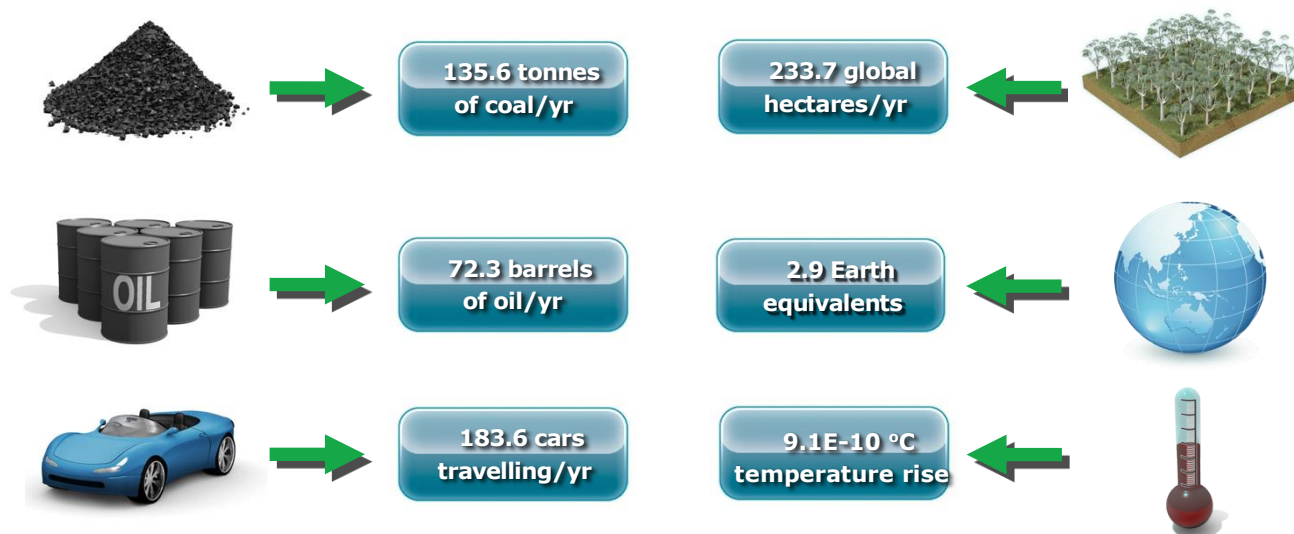 135.6 tonnes
of coal/yr
233.7 global
hectares/yr
OIL
72.3 barrels
of oil/yr
2.9 Earth
equivalents
183.6 cars
travelling/yr
9.1E-10 ºC
temperature rise